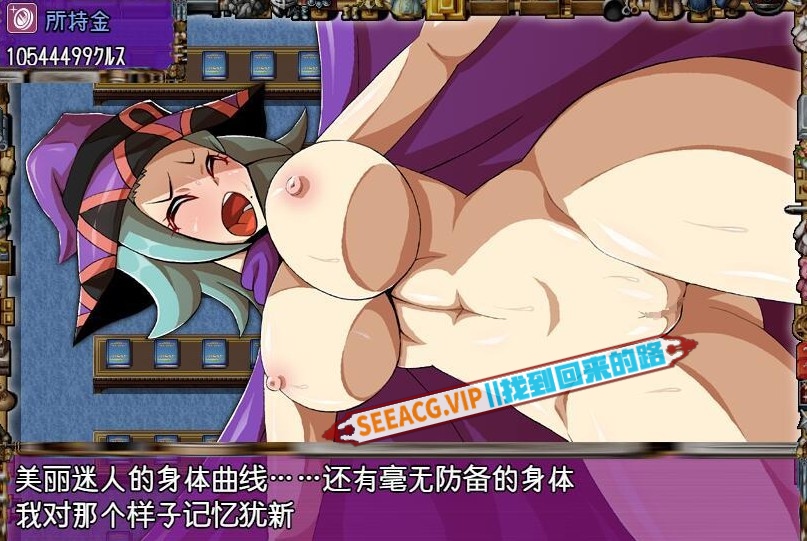 所持金
10544499ｸﾙｽ
SEEACG.VIP||找到回来的路
美丽迷人的身体曲线……还有毫无防备的身体
我对那个样子记忆犹新